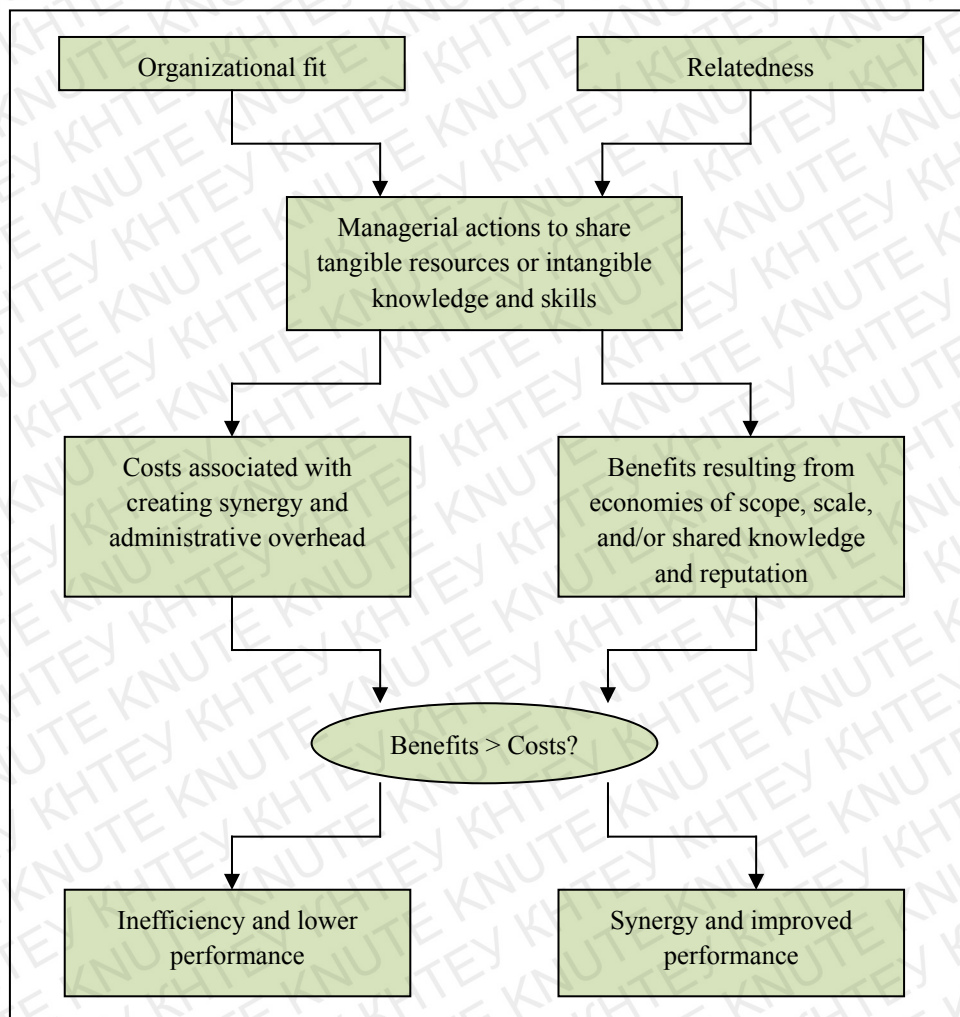 Organizational fit
Relatedness
Managerial actions to share
tangible resources or intangible
knowledge and skills
Costs associated with
creating synergy and
administrative overhead
Benefits resulting from
economies of scope, scale,
and/or shared knowledge
and reputation
Benefits > Costs?
Inefficiency and lower
performance
Synergy and improved
performance
КНТЕУ KNUTE